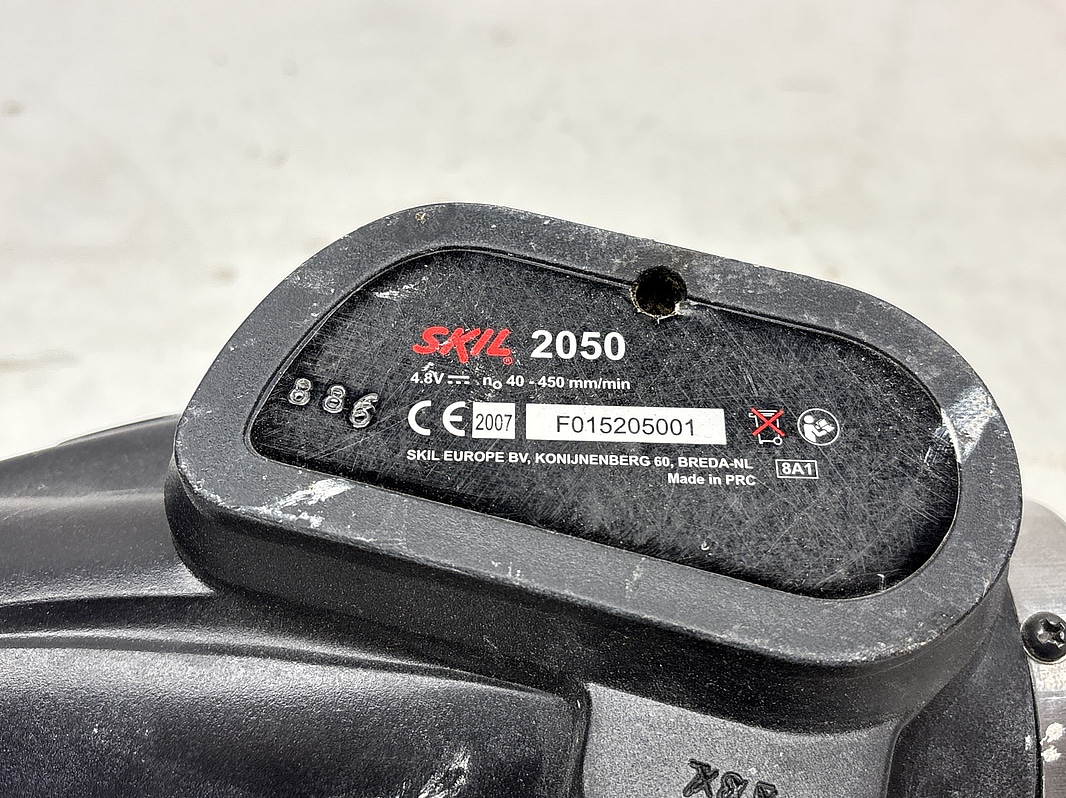 SKIL® 2050
4.8V n₀ 40 - 450 mm/min
886
CE 2007 F015205001
SKIL EUROPE BV, KONIJNENBERG 60, BREDA-NL
8A1
Made in PRC